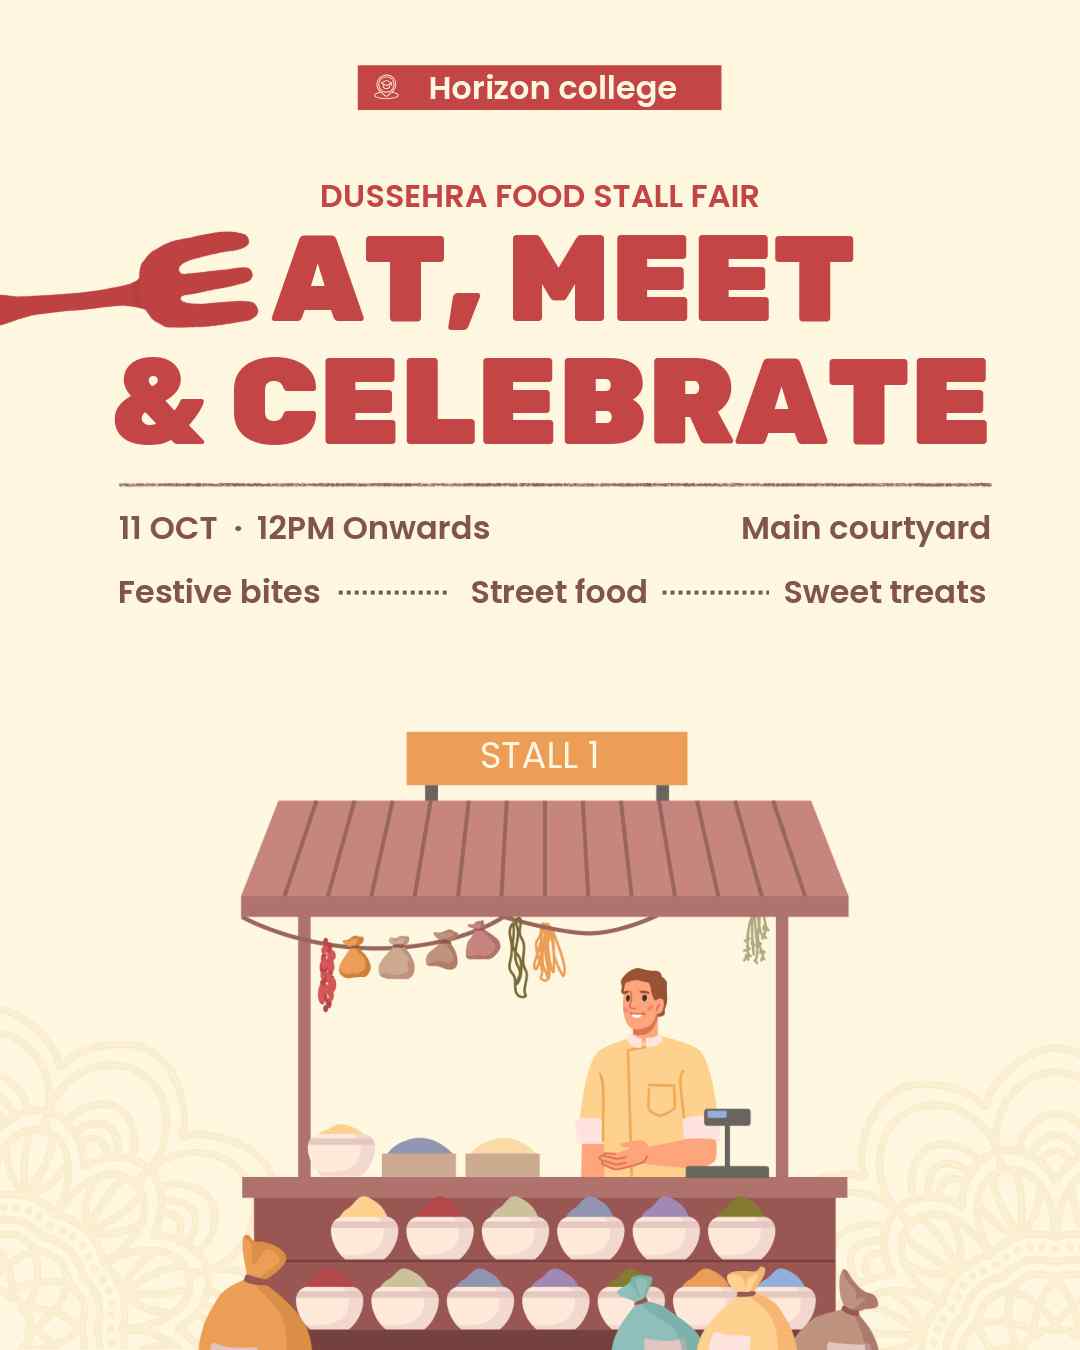 Horizon college
DUSSEHRA FOOD STALL FAIR
EAT, MEET
& CELEBRATE
11 OCT · 12PM Onwards Main courtyard
Festive bites .............. Street food .............. Sweet treats
STALL 1